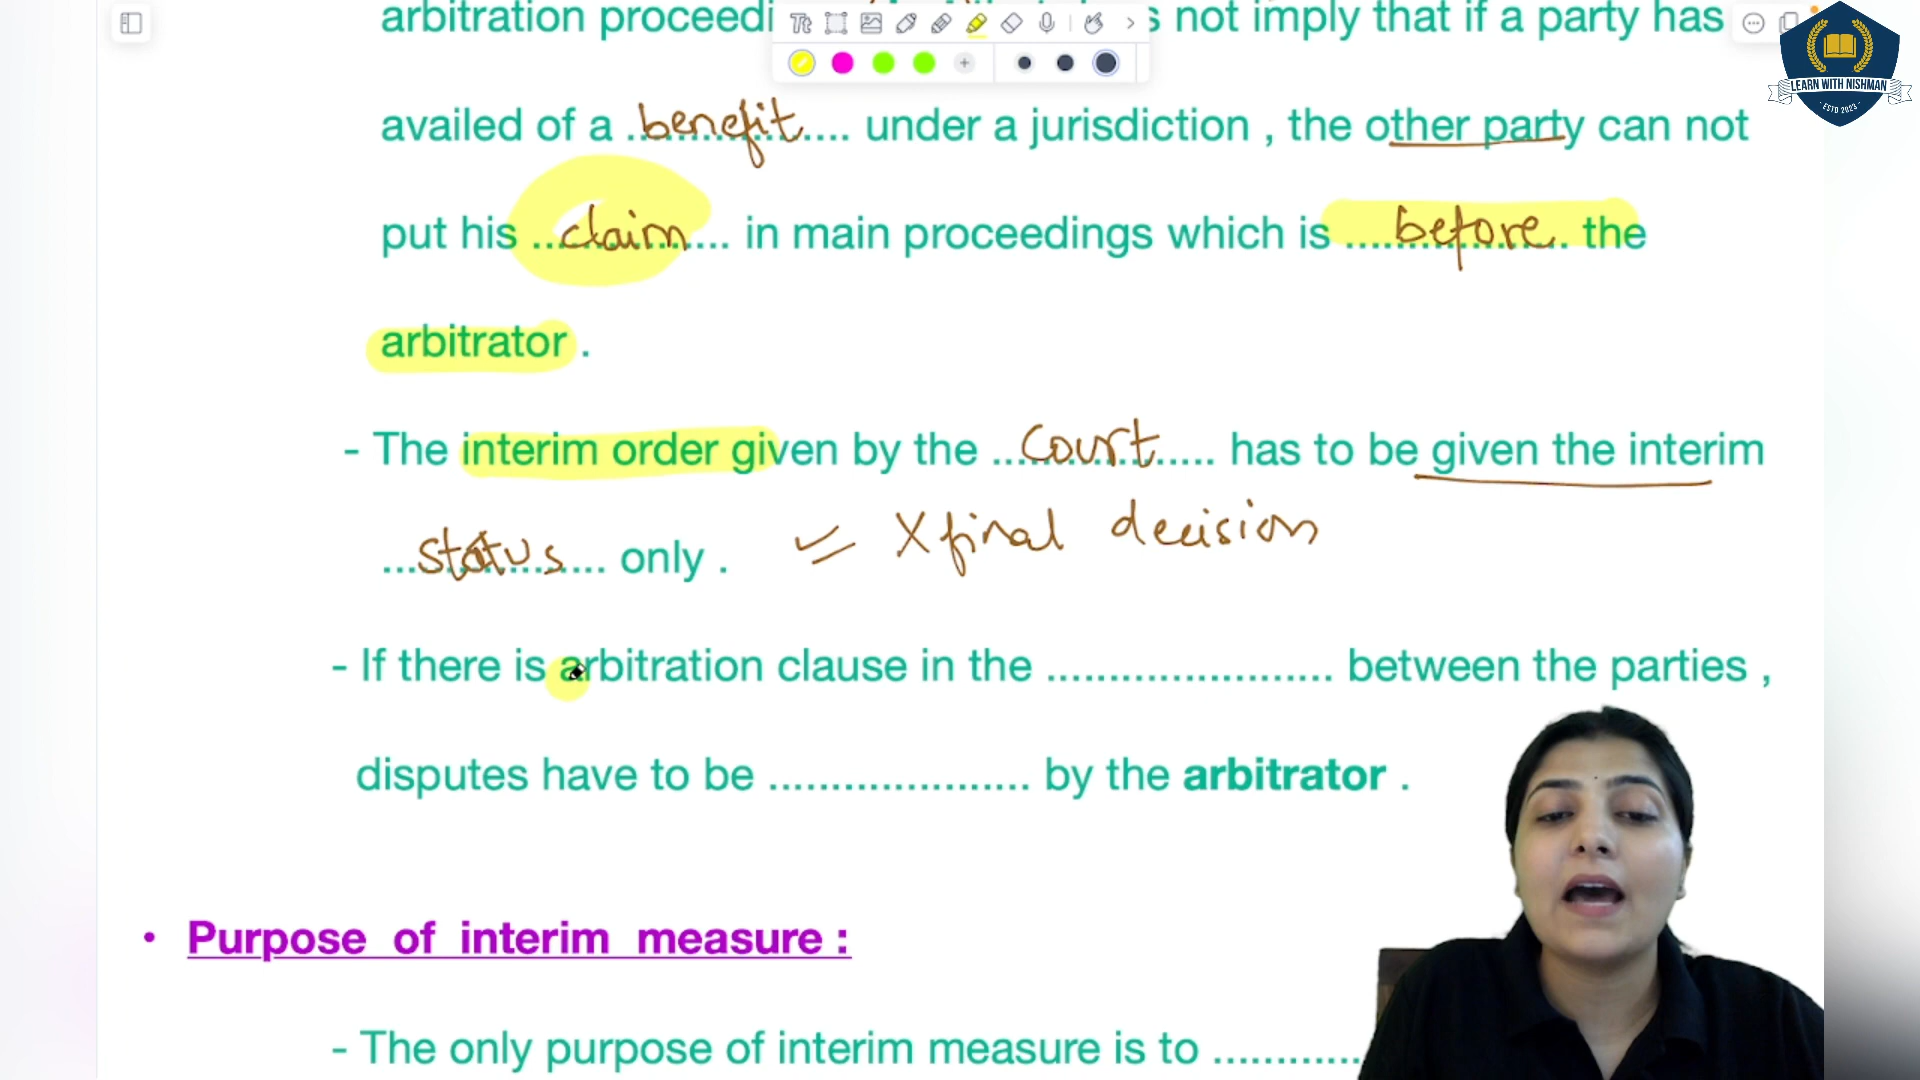 arbitration proceedi s not imply that if a party has
availed of a ..benefit.... under a jurisdiction , the other party can not
put his ...claim.... in main proceedings which is ....before. the
arbitrator .
- The interim order given by the ...court..... has to be given the interim
...status.... only . X final decision
- If there is arbitration clause in the ....................... between the parties ,
disputes have to be ..................... by the arbitrator .
• Purpose of interim measure :
- The only purpose of interim measure is to ............
LEARN WITH NISHMAN
- ESTD 2023 -
Tt